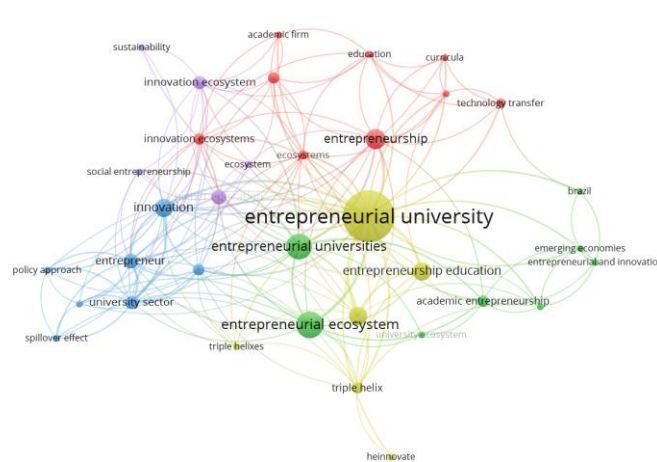 academic firm
sustainability
education
curricula
innovation ecosystem
technology transfer
innovation ecosystems
entrepreneurship
ecosystems
ecosystem
social entrepreneurship
brazil
innovation
entrepreneurial university
entrepreneurial universities
emerging economies
entrepreneur
entrepreneurial and innovatio
policy approach
entrepreneurship education
university sector
academic entrepreneurship
entrepreneurial ecosystem
university ecosystem
spillover effect
triple helixes
triple helix
heinnovate